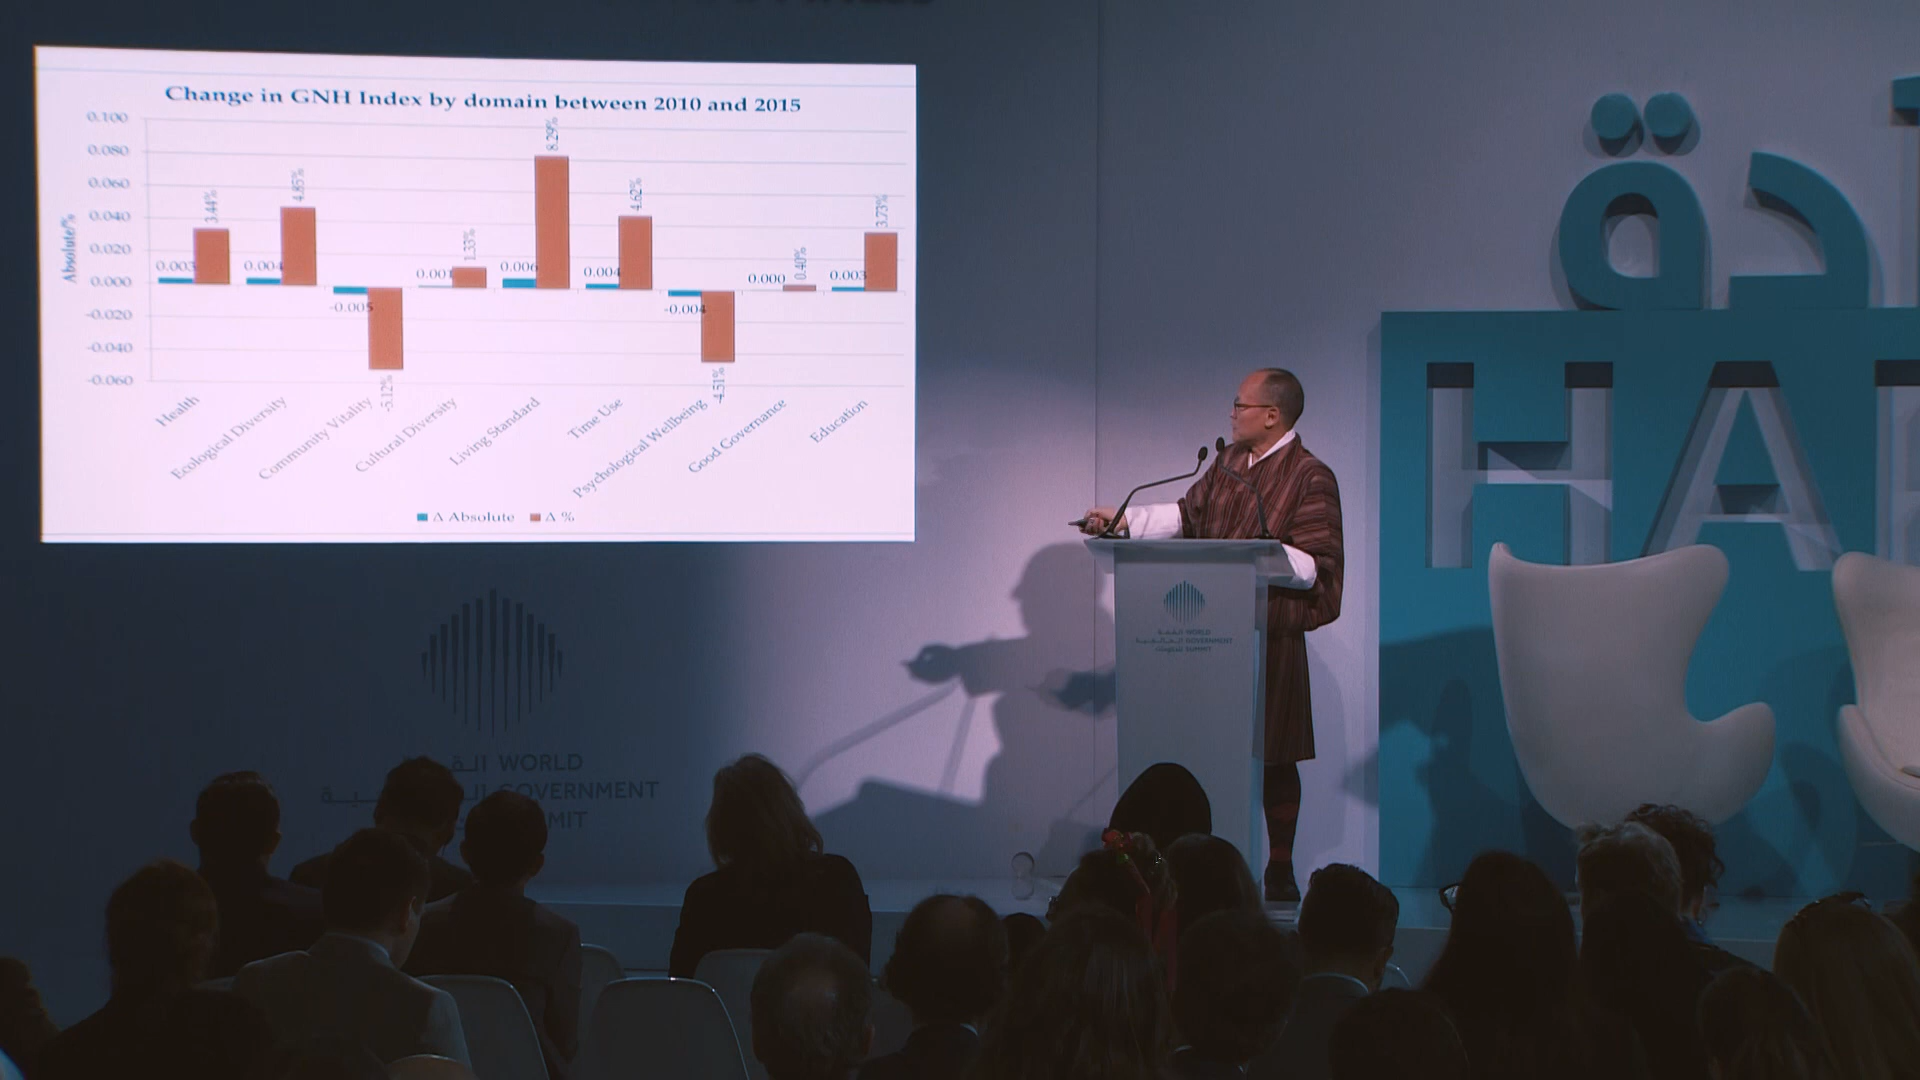 Change in GNH Index by domain between 2010 and 2015
Absolute/%
0.100
0.080
0.060
0.040
0.020
0.000
-0.020
-0.040
-0.060
0.003
3.44%
0.004
4.85%
-0.005
-5.12%
0.001
1.33%
0.006
8.29%
0.004
4.62%
-0.004
-4.51%
0.000
0.40%
0.003
3.73%
Health
Ecological Diversity
Community Vitality
Cultural Diversity
Living Standard
Time Use
Psychological Wellbeing
Good Governance
Education
Δ Absolute
Δ %
WORLD
GOVERNMENT
WORLD
GOVERNMENT
SUMMIT